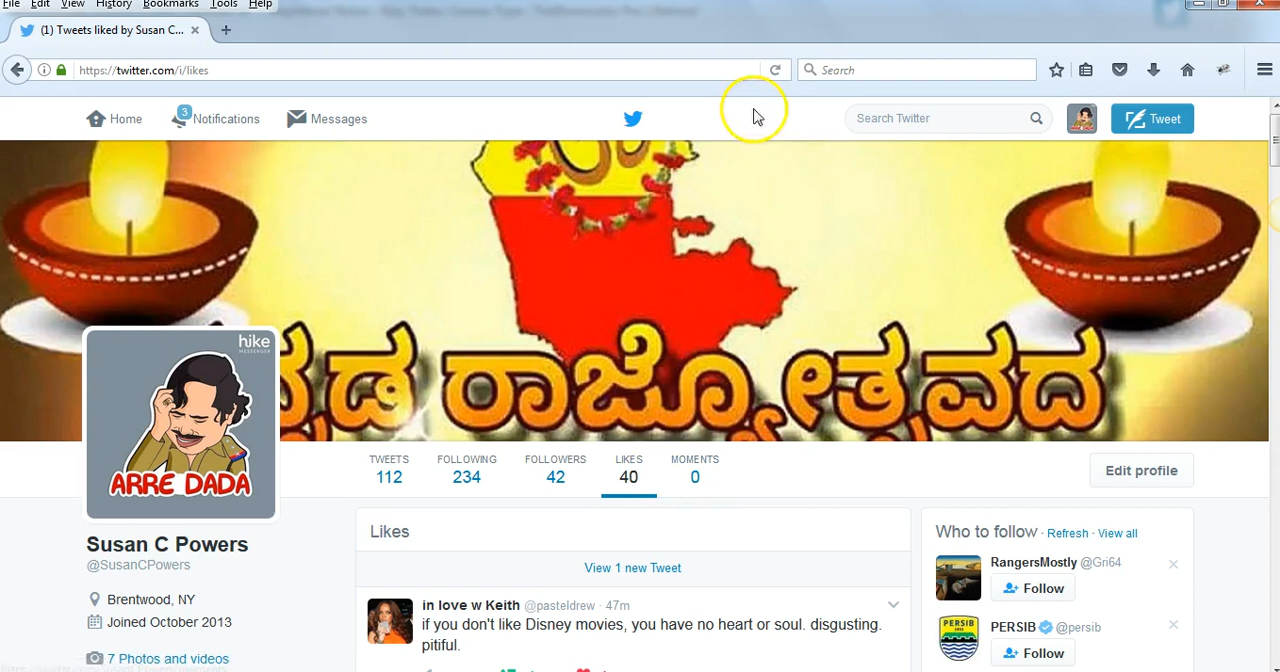 File Edit View History Bookmarks Tools Help
(1) Tweets liked by Susan C...
https://twitter.com/i/likes
Search
Home
3
Notifications
Messages
Search Twitter
Tweet
ರಾಜ್ಯೋತ್ಸವದ
hike
MESSENGER
ARRE DADA
TWEETS FOLLOWING FOLLOWERS LIKES MOMENTS
112 234 42 40 0
Edit profile
Susan C Powers
@SusanCPowers
Brentwood, NY
Joined October 2013
7 Photos and videos
Likes
View 1 new Tweet
in love w Keith @pasteldrew · 47m
if you don't like Disney movies, you have no heart or soul. disgusting.
pitiful.
Who to follow · Refresh · View all
RangersMostly @Gri64
Follow
PERSIB
PERSIB @persib
Follow